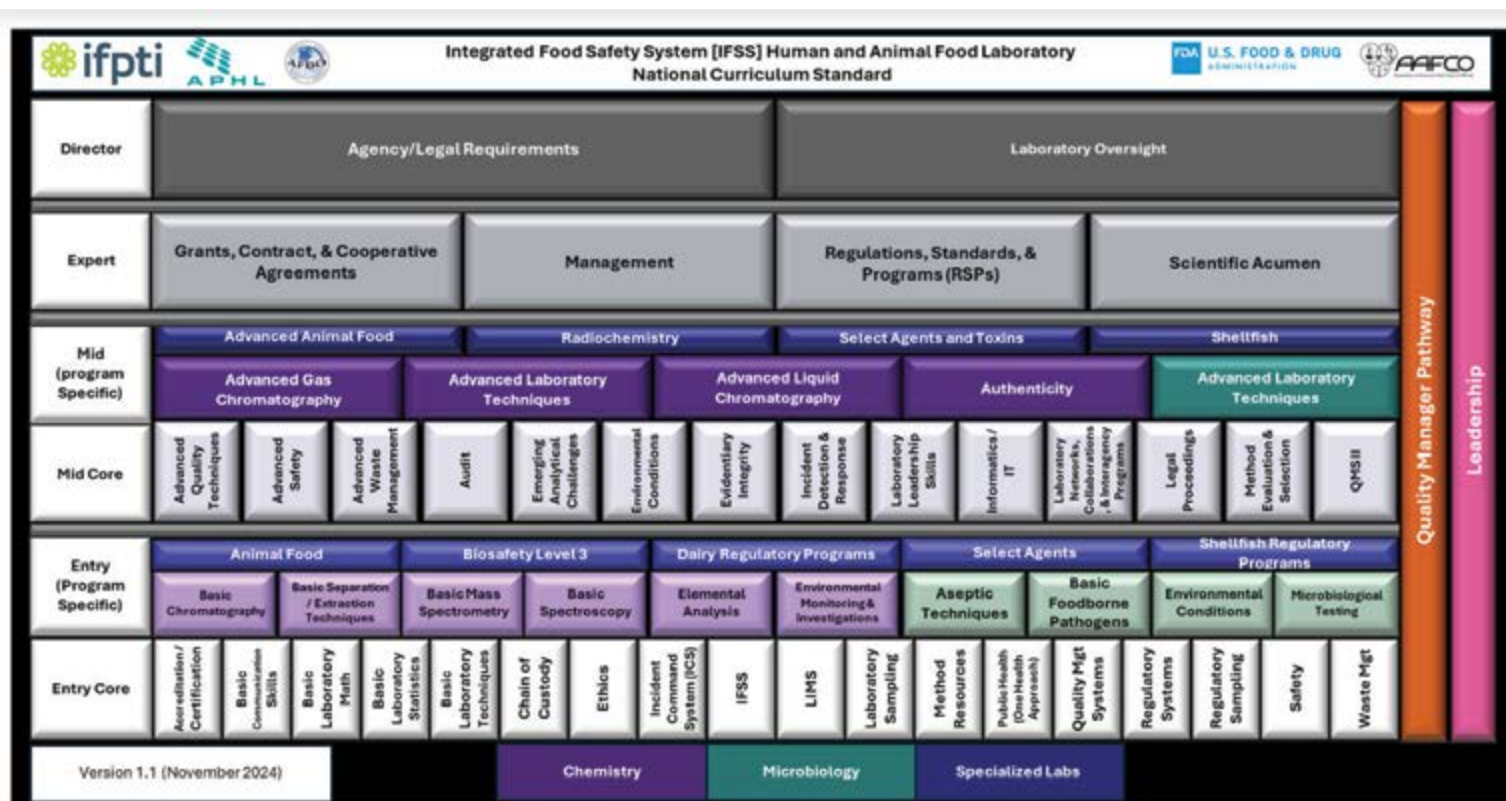 ifpti
APHL
AFDO
Integrated Food Safety System [IFSS] Human and Animal Food Laboratory
National Curriculum Standard
FDA U.S. FOOD & DRUG
ADMINISTRATION
AAFCO
Director
Agency/Legal Requirements
Laboratory Oversight
Expert
Grants, Contract, & Cooperative
Agreements
Management
Regulations, Standards, &
Programs (RSPs)
Scientific Acumen
Mid
(program
Specific)
Advanced Animal Food
Radiochemistry
Select Agents and Toxins
Shellfish
Advanced Gas
Chromatography
Advanced Laboratory
Techniques
Advanced Liquid
Chromatography
Authenticity
Advanced Laboratory
Techniques
Mid Core
Advanced
Quality
Techniques
Advanced
Safety
Advanced
Waste
Management
Audit
Emerging
Analytical
Challenges
Environmental
Conditions
Evidentiary
Integrity
Incident
Detection &
Response
Laboratory
Leadership
Skills
Informatics/
IT
Laboratory
Networks,
Collaborations
, & Interagency
Programs
Legal
Proceedings
Method
Evaluation &
Selection
QMS II
Entry
(Program
Specific)
Animal Food
Biosafety Level 3
Dairy Regulatory Programs
Select Agents
Shellfish Regulatory
Programs
Basic
Chromatography
Basic Separation
/ Extraction
Techniques
Basic Mass
Spectrometry
Basic
Spectroscopy
Elemental
Analysis
Environmental
Monitoring &
Investigations
Aseptic
Techniques
Basic
Foodborne
Pathogens
Environmental
Conditions
Microbiological
Testing
Entry Core
Accreditation/
Certification
Basic
Communication
Skills
Basic
Laboratory
Math
Basic
Laboratory
Statistics
Basic
Laboratory
Techniques
Chain of
Custody
Ethics
Incident
Command
System (ICS)
IFSS
LIMS
Laboratory
Sampling
Method
Resources
Public Health
(One Health
Approach)
Quality Mgt
Systems
Regulatory
Systems
Regulatory
Sampling
Safety
Waste Mgt
Quality Manager Pathway
Leadership
Version 1.1 (November 2024)
Chemistry
Microbiology
Specialized Labs